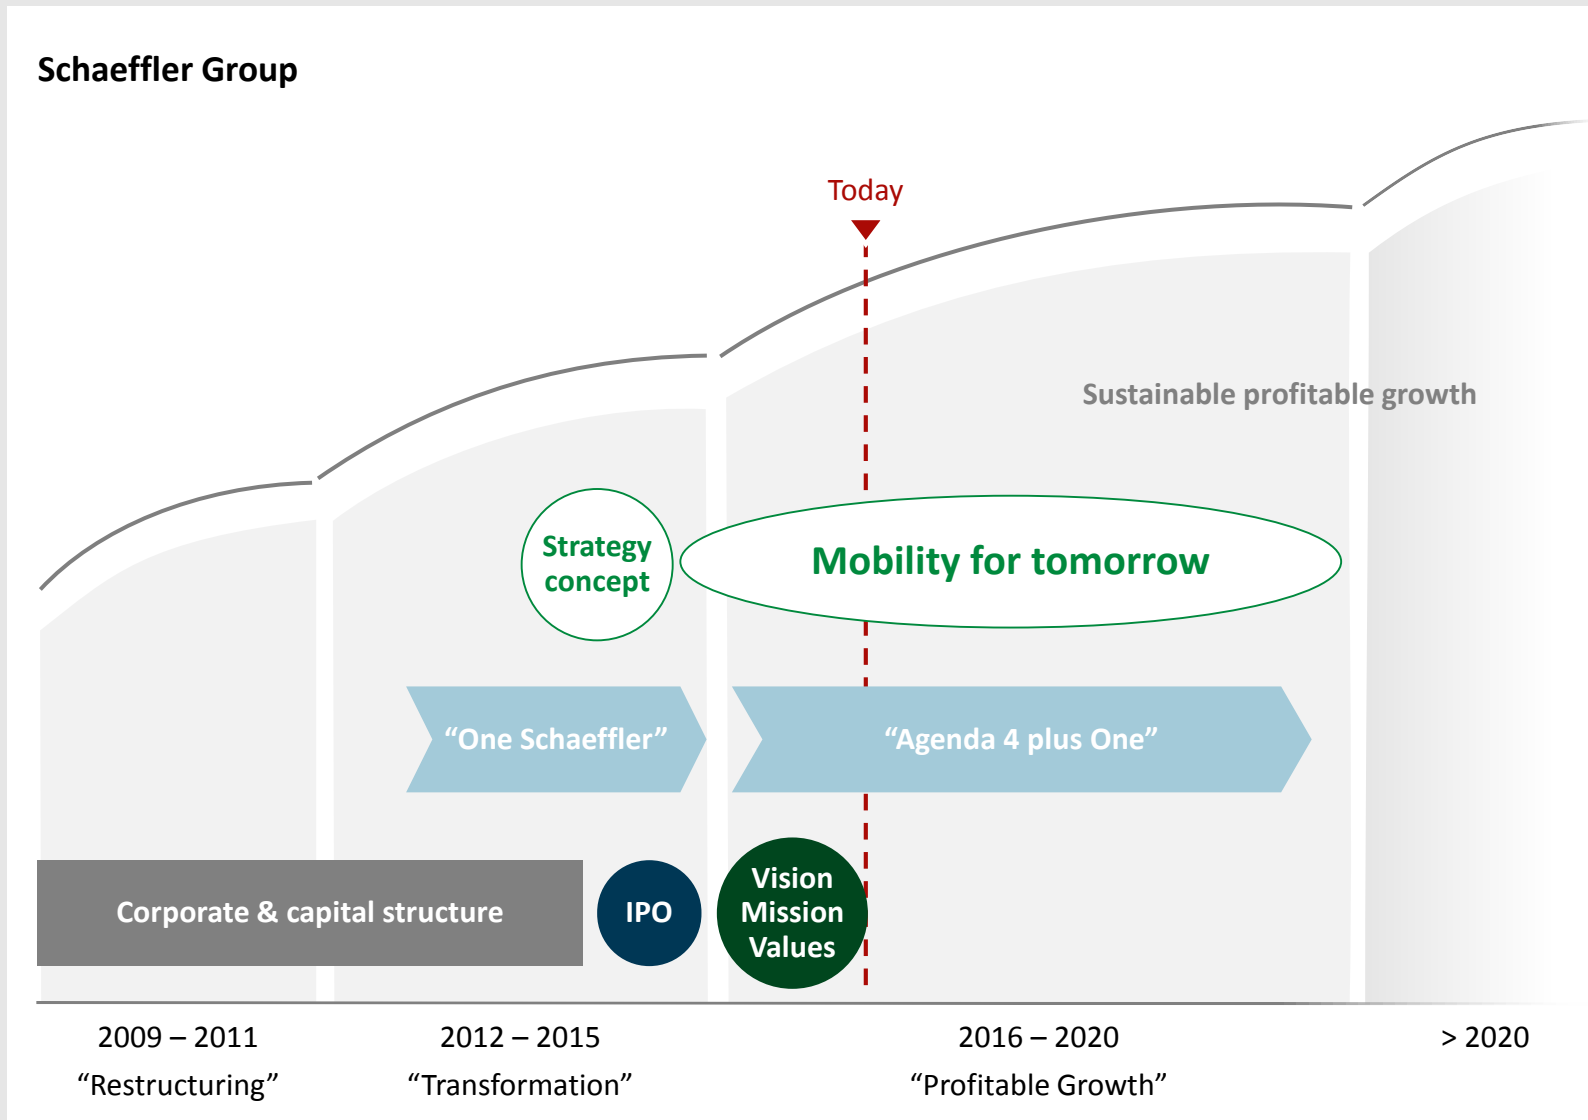 Schaeffler Group
Today
Sustainable profitable growth
Strategy
concept
Mobility for tomorrow
“One Schaeffler”
“Agenda 4 plus One”
Corporate & capital structure
IPO
Vision
Mission
Values
2009 – 2011
2012 – 2015
2016 – 2020
> 2020
“Restructuring”
“Transformation”
“Profitable Growth”